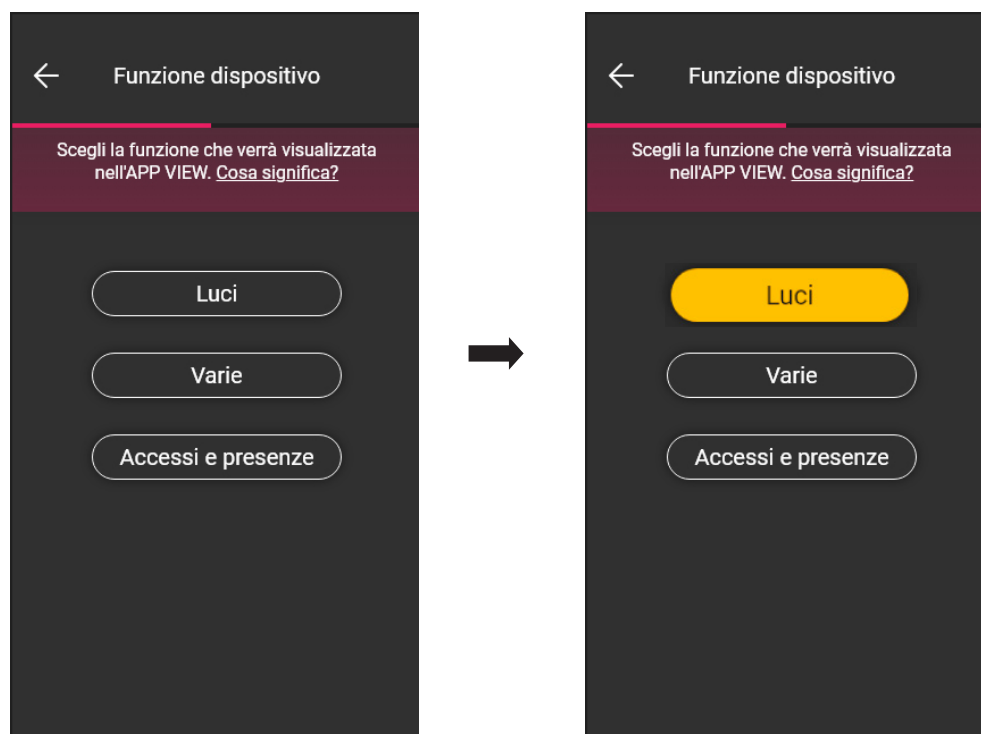 Funzione dispositivo
Scegli la funzione che verrà visualizzata
nell'APP VIEW. Cosa significa?
Luci
Varie
Accessi e presenze
Funzione dispositivo
Scegli la funzione che verrà visualizzata
nell'APP VIEW. Cosa significa?
Luci
Varie
Accessi e presenze